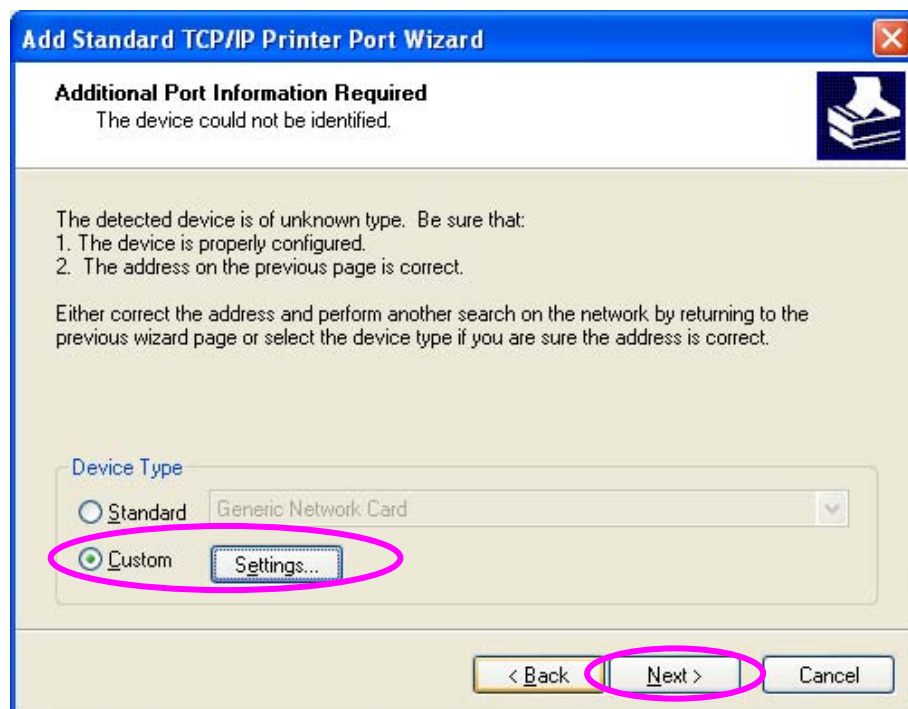 Add Standard TCP/IP Printer Port Wizard
Additional Port Information Required
The device could not be identified.
The detected device is of unknown type. Be sure that:
1. The device is properly configured.
2. The address on the previous page is correct.
Either correct the address and perform another search on the network by returning to the
previous wizard page or select the device type if you are sure the address is correct.
Device Type
Standard Generic Network Card
Custom Settings...
< Back Next > Cancel